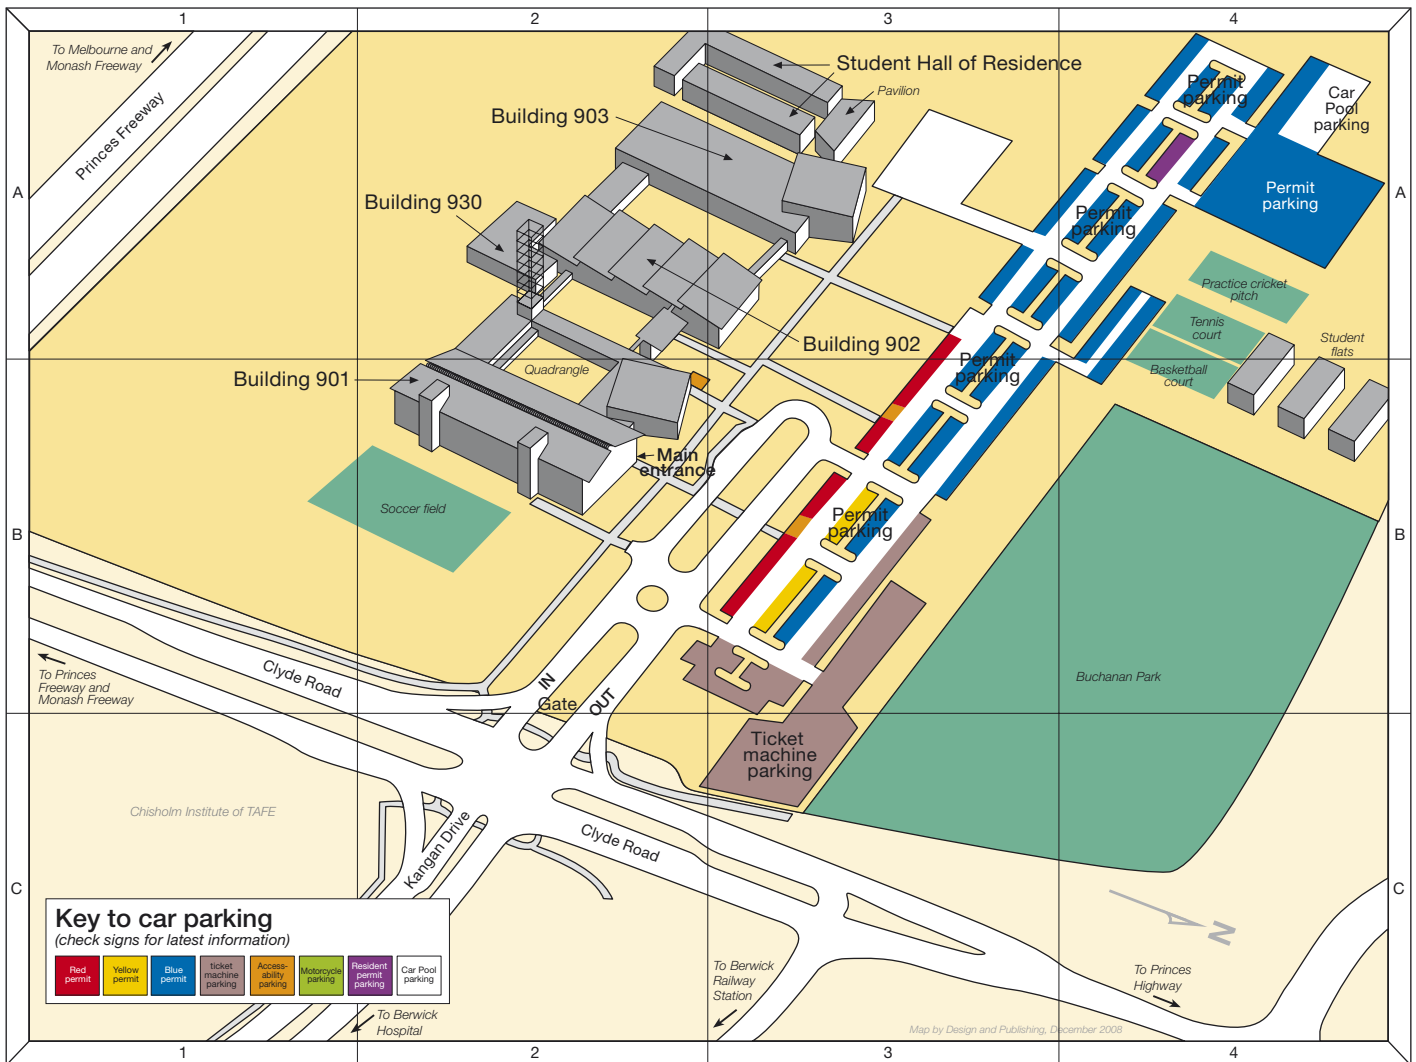 1
2
3
4
To Melbourne and
Monash Freeway
Princes Freeway
Student Hall of Residence
Pavilion
Building 903
Permit
parking
Car
Pool
parking
A
A
Building 930
Permit
parking
Permit
parking
Practice cricket
pitch
Tennis
court
Student
flats
Building 902
Permit
parking
Building 901
Quadrangle
Basketball
court
Main
entrance
Soccer field
B
B
Permit
parking
To Princes
Freeway and
Monash Freeway
Clyde Road
IN
Gate
OUT
Buchanan Park
Ticket
machine
parking
Chisholm Institute of TAFE
Kangan Drive
Clyde Road
C
C
Key to car parking
(check signs for latest information)
Red
permit
Yellow
permit
Blue
permit
ticket
machine
parking
Access-
ability
parking
Motorcycle
parking
Resident
permit
parking
Car Pool
parking
N
To Berwick
Hospital
To Berwick
Railway
Station
To Princes
Highway
Map by Design and Publishing, December 2008
1
2
3
4